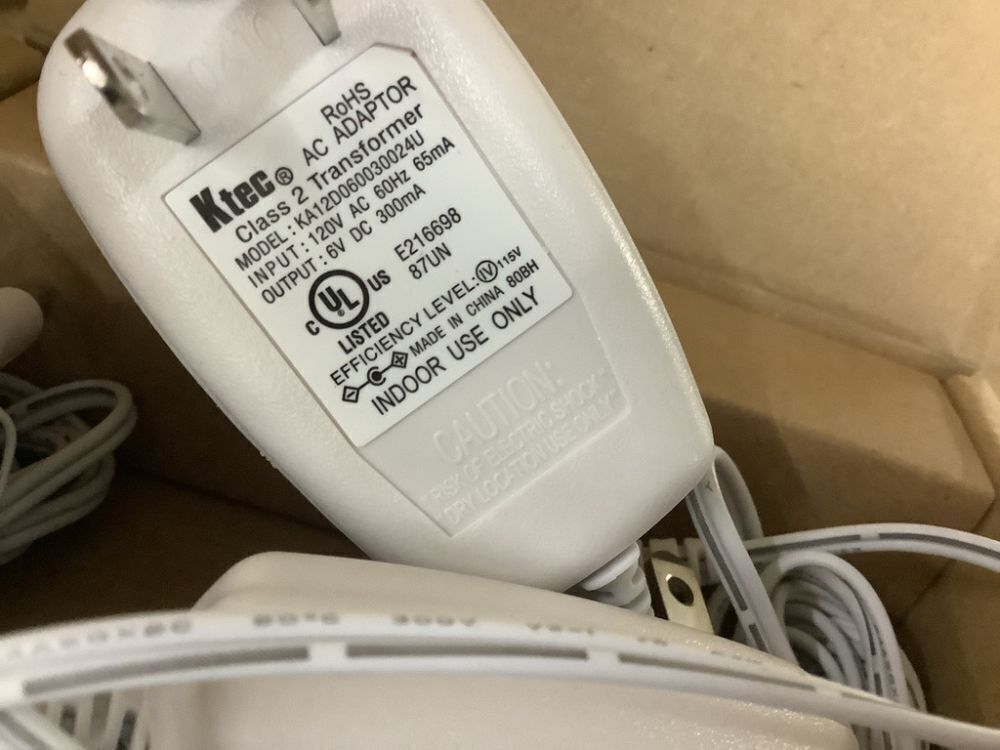 RoHS
Ktec® AC ADAPTOR
Class 2 Transformer
MODEL: KA12D060030024U
INPUT: 120V AC 60Hz 65mA
OUTPUT: 6V DC 300mA
C UL® US E216698
LISTED 87UN
EFFICIENCY LEVEL: IV 115V
MADE IN CHINA 80BH
INDOOR USE ONLY
CAUTION:
"RISK OF ELECTRIC SHOCK"
"DRY LOCATION USE ONLY"